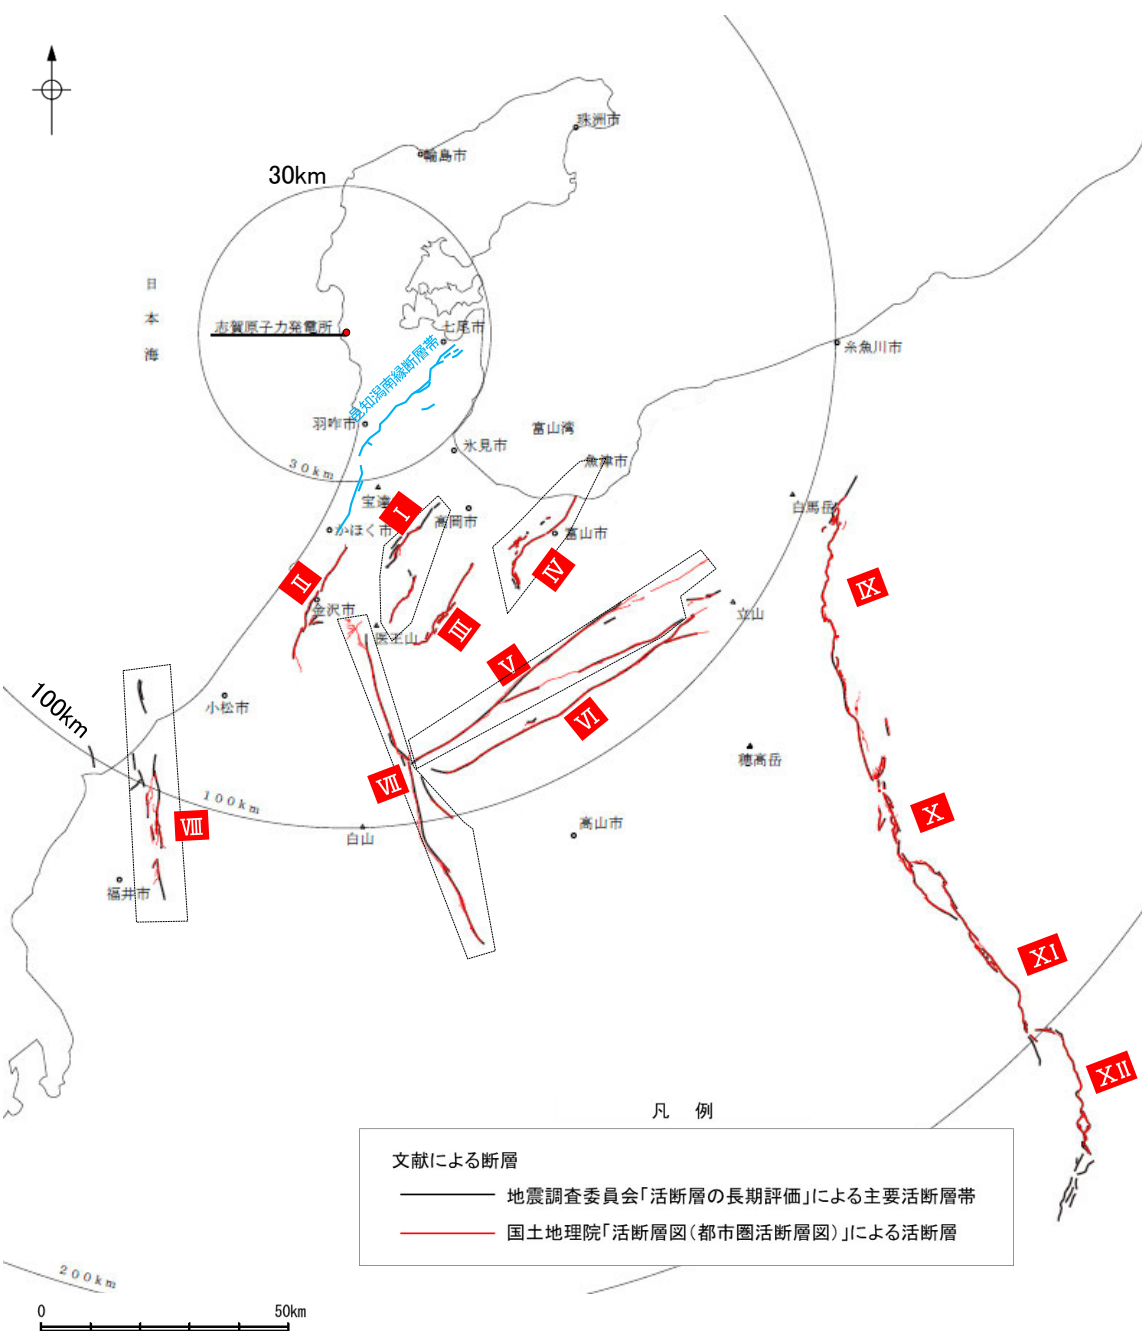 珠洲市
輪島市
30km
日本海
志賀原子力発電所
七尾市
邑知潟南縁断層帯
糸魚川市
羽咋市
富山湾
氷見市
魚津市
30km
宝達
白馬岳
Ⅰ
高岡市
かほく市
富山市
Ⅱ
Ⅳ
Ⅸ
金沢市
立山
Ⅲ
医王山
Ⅴ
100km
小松市
Ⅵ
穂高岳
Ⅶ
100km
Ⅹ
Ⅷ
白山
高山市
福井市
ⅩⅠ
ⅩⅡ
凡 例
文献による断層
地震調査委員会「活断層の長期評価」による主要活断層帯
国土地理院「活断層図(都市圏活断層図)」による活断層
200km
0 50km